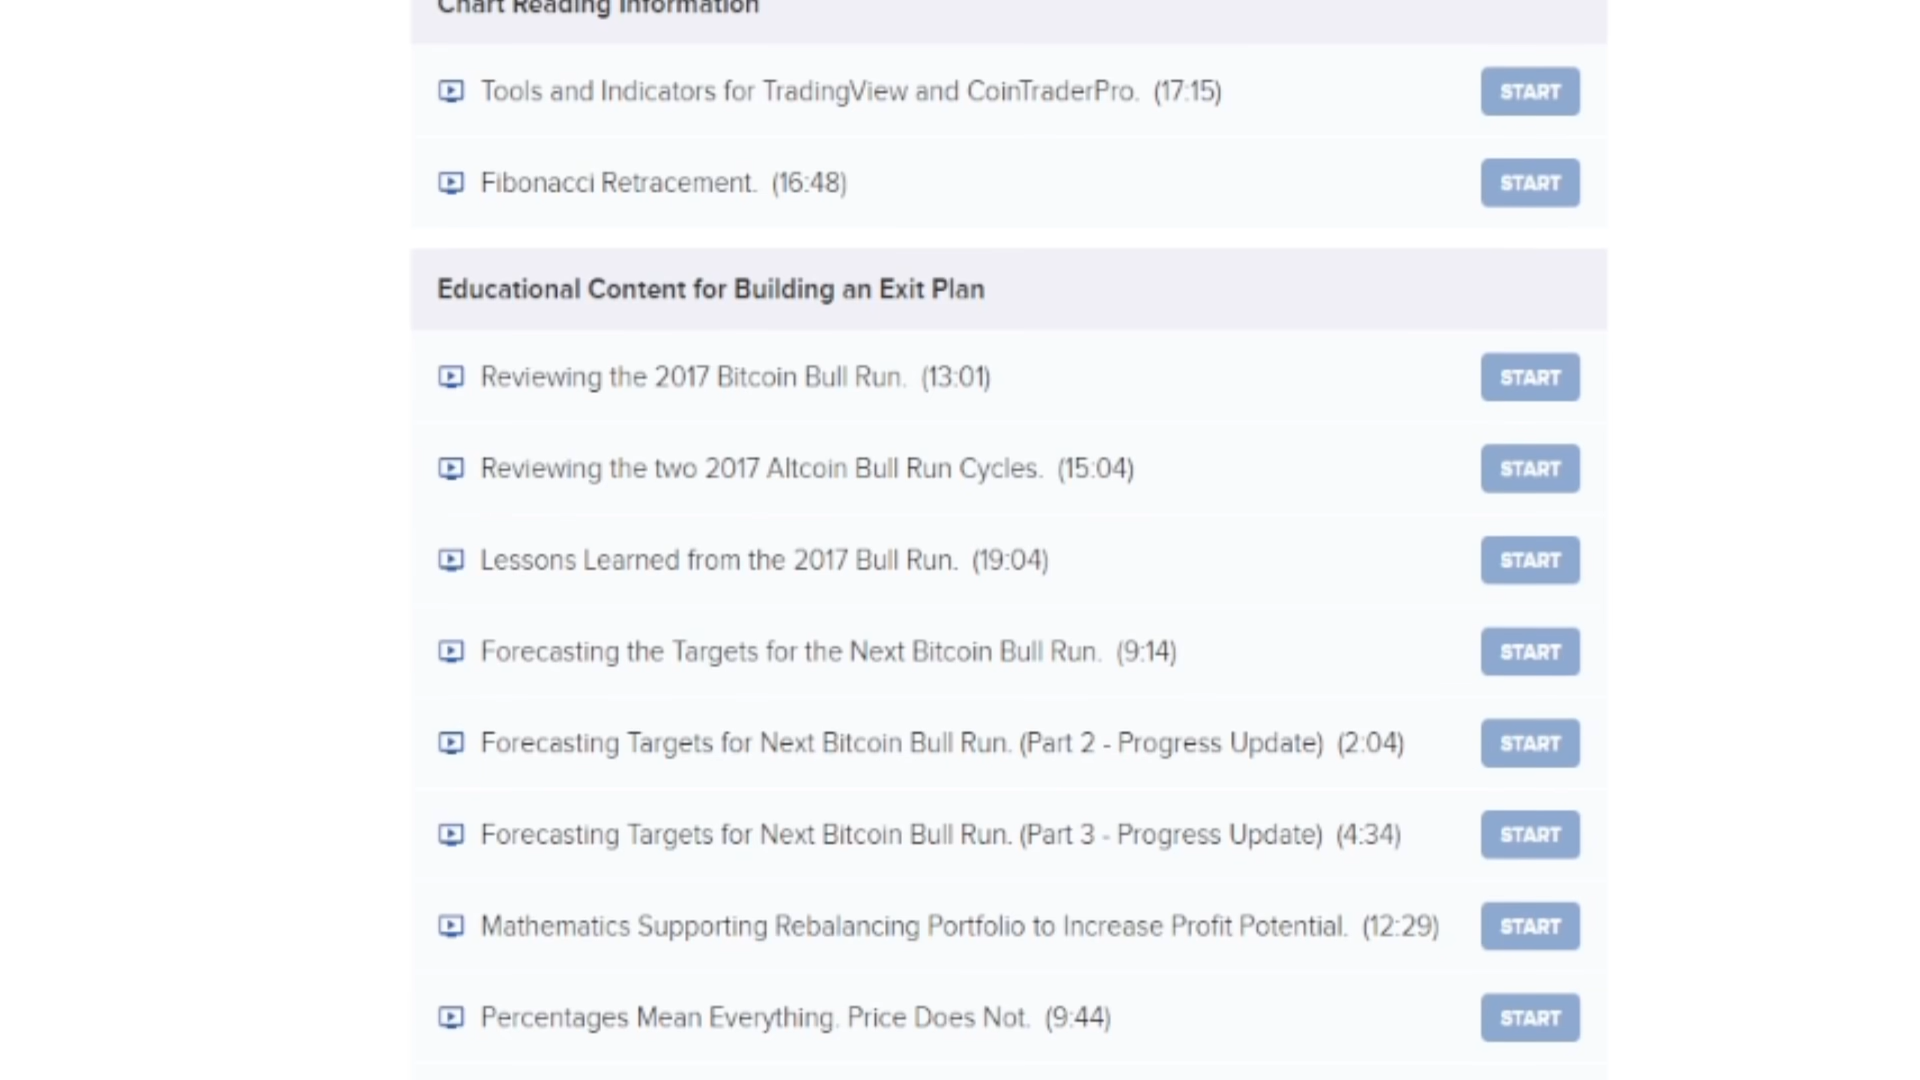 Chart Reading Information
Tools and Indicators for TradingView and CoinTraderPro. (17:15) START
Fibonacci Retracement. (16:48) START
Educational Content for Building an Exit Plan
Reviewing the 2017 Bitcoin Bull Run. (13:01) START
Reviewing the two 2017 Altcoin Bull Run Cycles. (15:04) START
Lessons Learned from the 2017 Bull Run. (19:04) START
Forecasting the Targets for the Next Bitcoin Bull Run. (9:14) START
Forecasting Targets for Next Bitcoin Bull Run. (Part 2 - Progress Update) (2:04) START
Forecasting Targets for Next Bitcoin Bull Run. (Part 3 - Progress Update) (4:34) START
Mathematics Supporting Rebalancing Portfolio to Increase Profit Potential. (12:29) START
Percentages Mean Everything. Price Does Not. (9:44) START